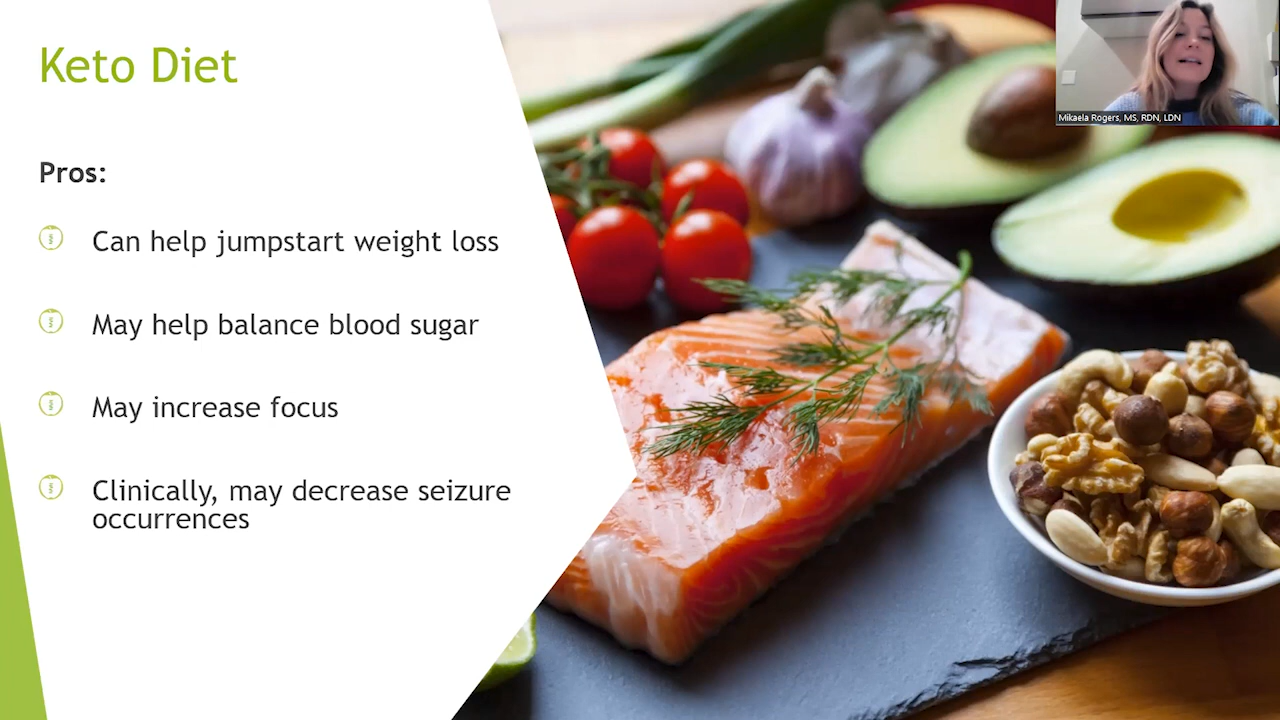 Keto Diet
Pros:
Can help jumpstart weight loss
May help balance blood sugar
May increase focus
Clinically, may decrease seizure
occurrences
Mikaela Rogers, MS, RDN, LDN